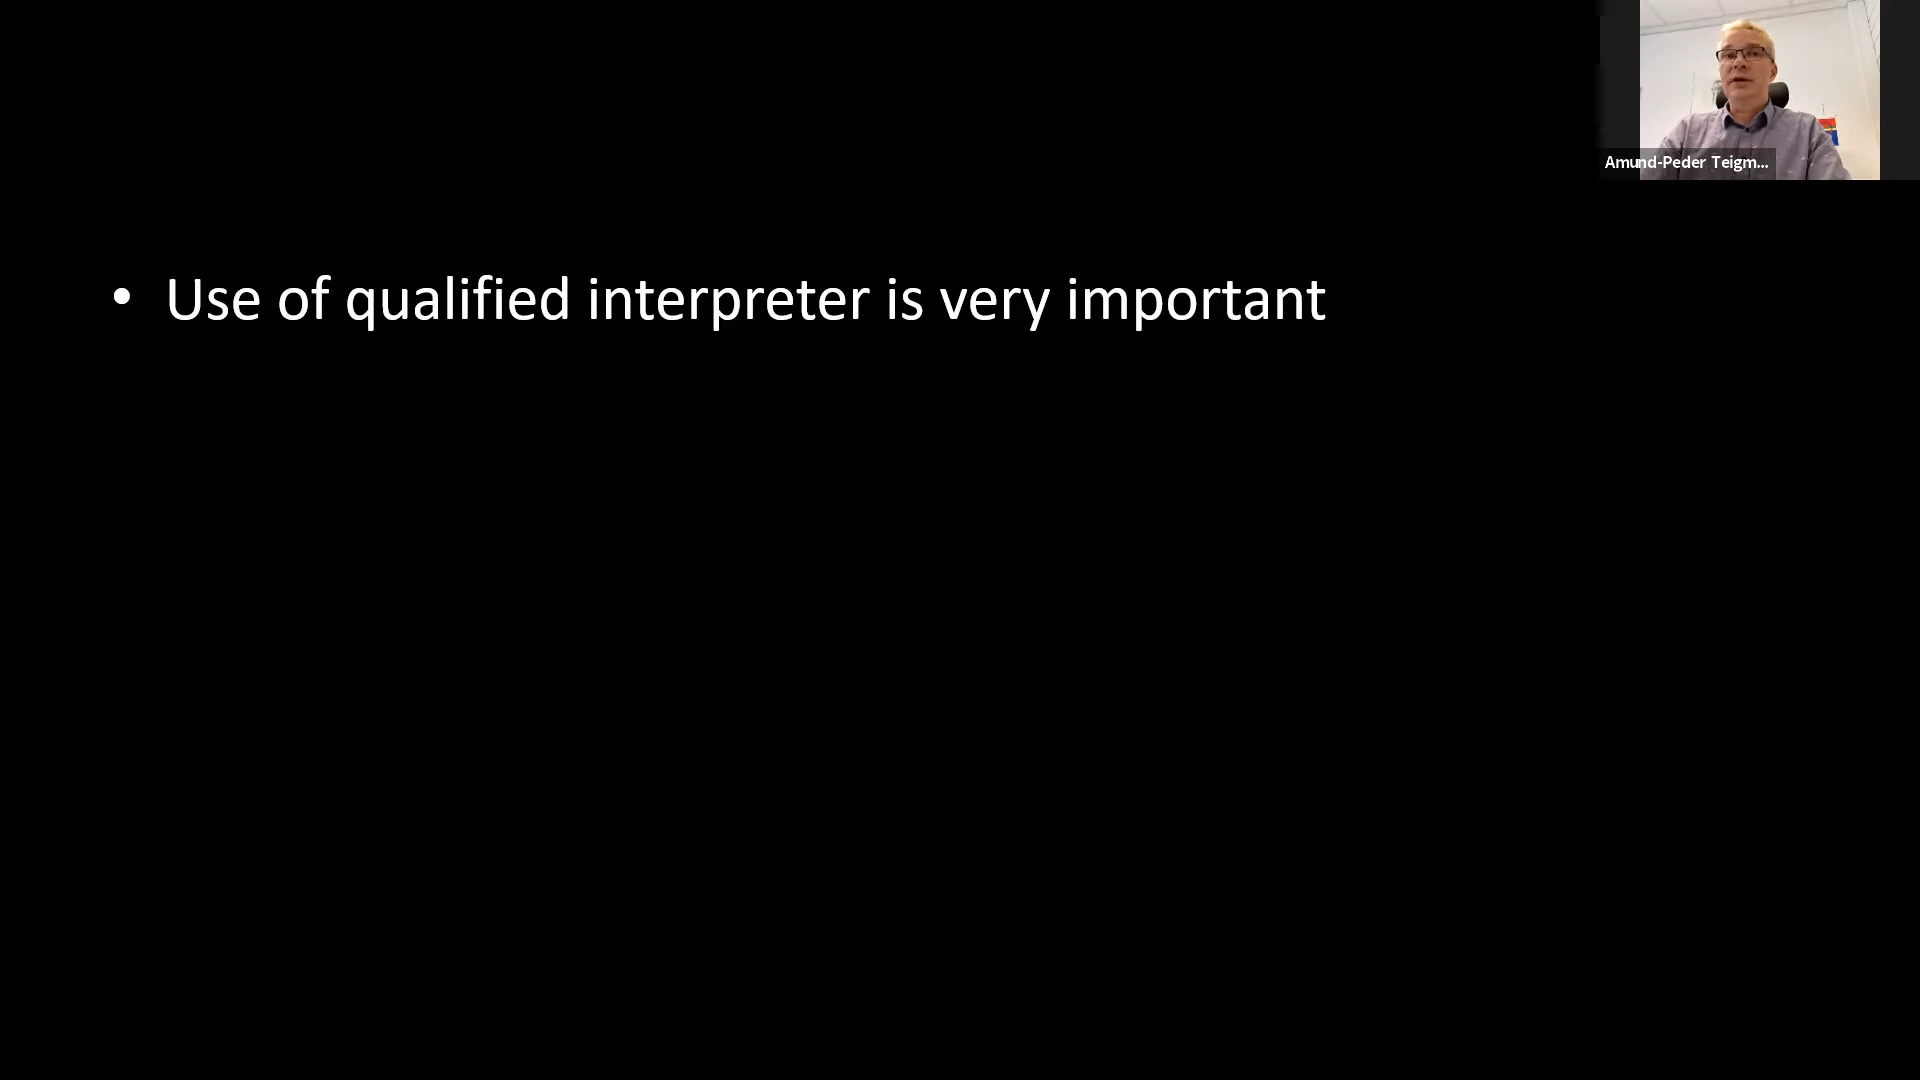 Amund-Peder Teigm...
• Use of qualified interpreter is very important